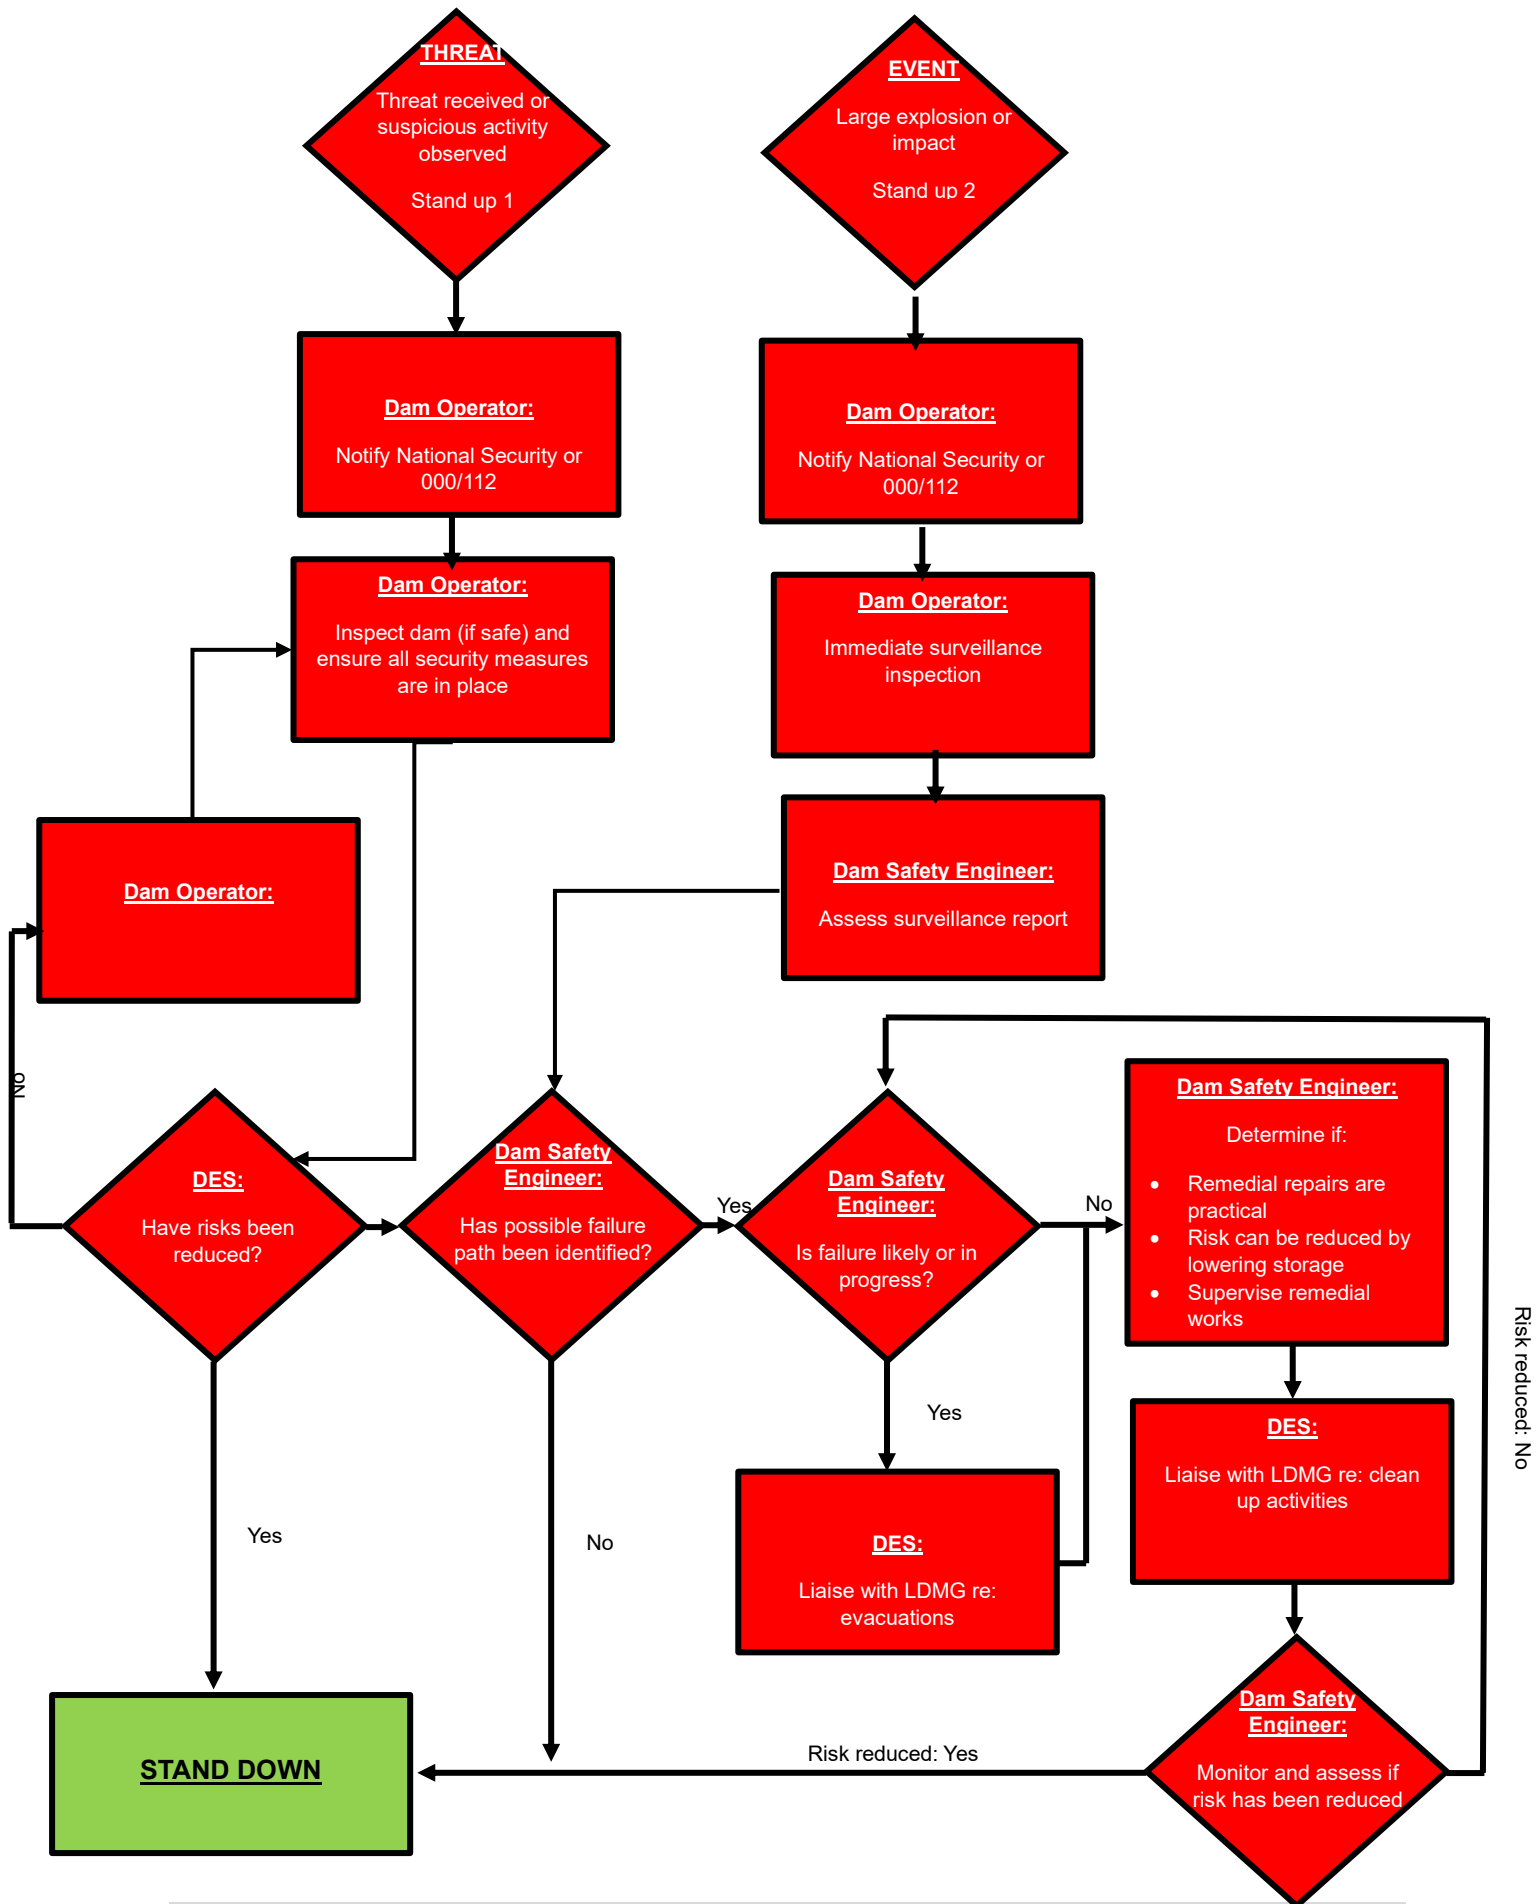 THREAT
Threat received or
suspicious activity
observed
Stand up 1
EVENT
Large explosion or
impact
Stand up 2
Dam Operator:
Notify National Security or
000/112
Dam Operator:
Notify National Security or
000/112
Dam Operator:
Inspect dam (if safe) and
ensure all security measures
are in place
Dam Operator:
Immediate surveillance
inspection
Dam Operator:
Dam Safety Engineer:
Assess surveillance report
No
DES:
Have risks been
reduced?
Dam Safety
Engineer:
Has possible failure
path been identified?
Yes
Dam Safety
Engineer:
Is failure likely or in
progress?
No
Dam Safety Engineer:
Determine if:
• Remedial repairs are
practical
• Risk can be reduced by
lowering storage
• Supervise remedial
works
Risk reduced: No
Yes
DES:
Liaise with LDMG re: clean
up activities
Yes
No
DES:
Liaise with LDMG re:
evacuations
Dam Safety
Engineer:
Monitor and assess if
risk has been reduced
Risk reduced: Yes
STAND DOWN